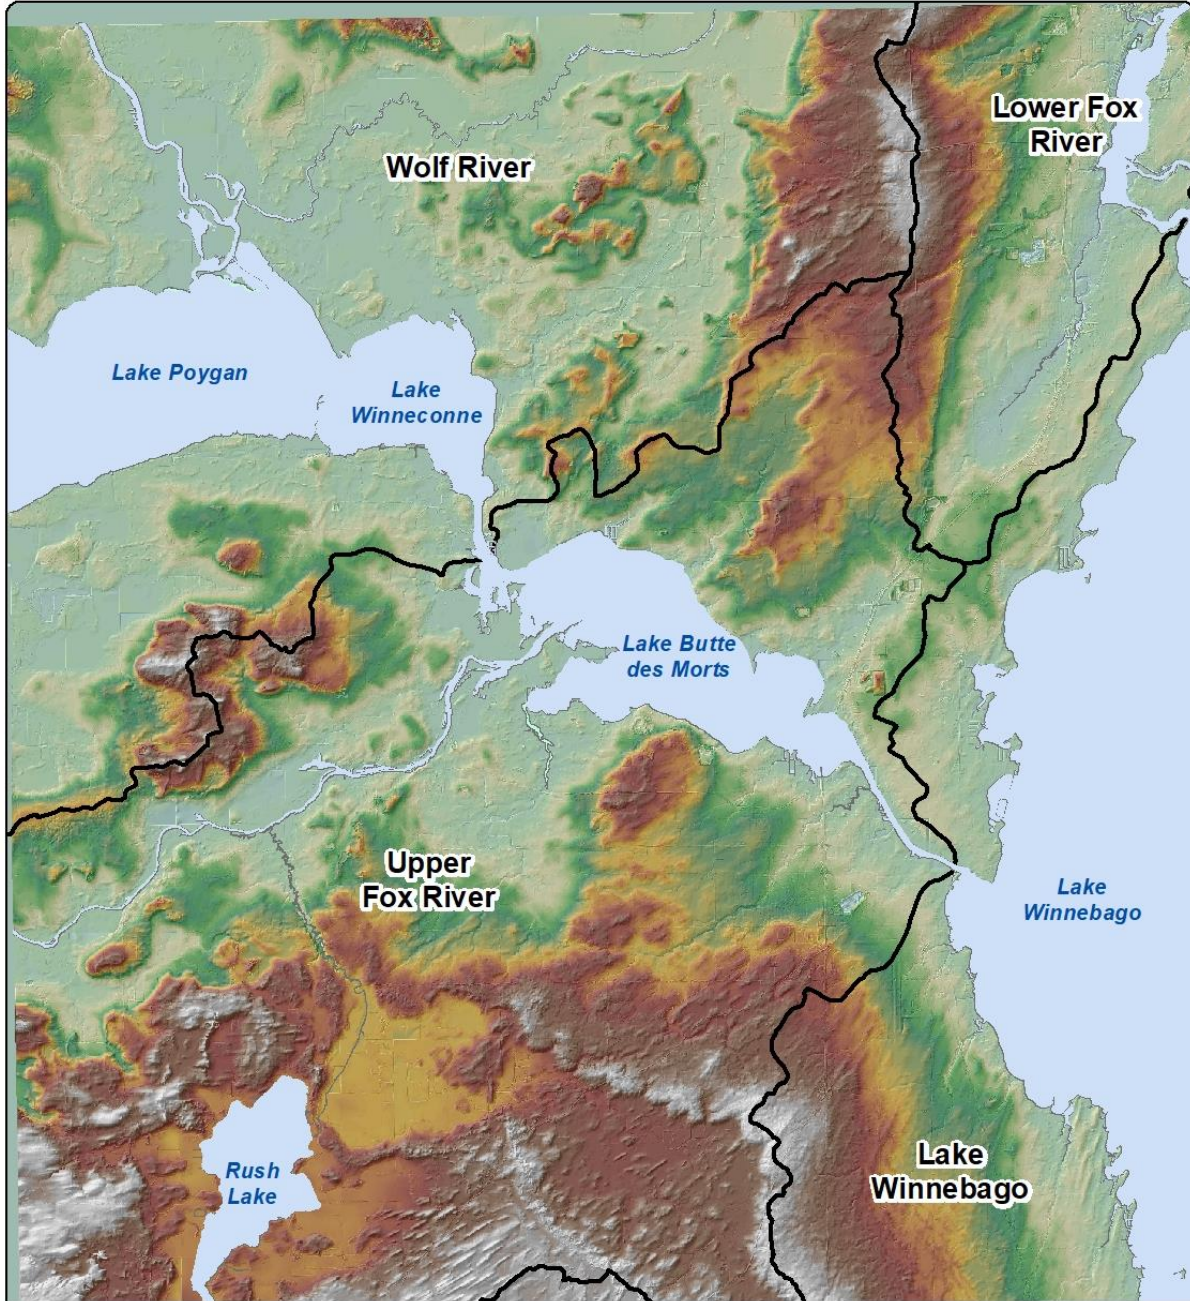 Lower Fox
River
Wolf River
Lake Poygan
Lake
Winneconne
Lake Butte
des Morts
Upper
Fox River
Lake
Winnebago
Rush
Lake
Lake
Winnebago